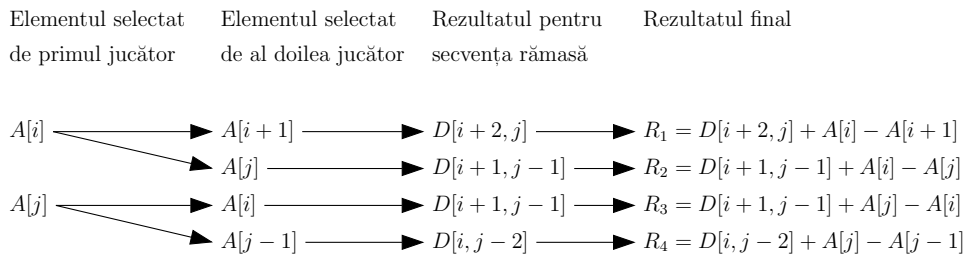 Elementul selectat Elementul selectat Rezultatul pentru Rezultatul final
de primul jucător de al doilea jucător secvența rămasă
A[i] A[i + 1] D[i + 2, j] R₁ = D[i + 2, j] + A[i] − A[i + 1]
A[j] D[i + 1, j − 1] R₂ = D[i + 1, j − 1] + A[i] − A[j]
A[j] A[i] D[i + 1, j − 1] R₃ = D[i + 1, j − 1] + A[j] − A[i]
A[j − 1] D[i, j − 2] R₄ = D[i, j − 2] + A[j] − A[j − 1]